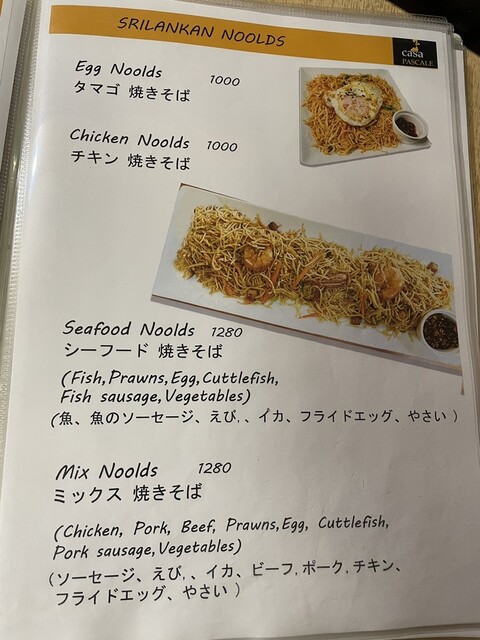 SRILANKAN NOOLDS
casa
PASCALE
Egg Noolds 1000
タマゴ 焼きそば
Chicken Noolds 1000
チキン 焼きそば
Seafood Noolds 1280
シーフード 焼きそば
(Fish,Prawns,Egg,Cuttlefish,
Fish sausage,Vegetables)
(魚、魚のソーセージ、えび,、イカ、フライドエッグ、やさい )
Mix Noolds 1280
ミックス 焼きそば
(Chicken, Pork, Beef, Prawns,Egg, Cuttlefish,
Pork sausage,Vegetables)
(ソーセージ、えび,、イカ、ビーフ,ポーク,チキン、
フライドエッグ、やさい )